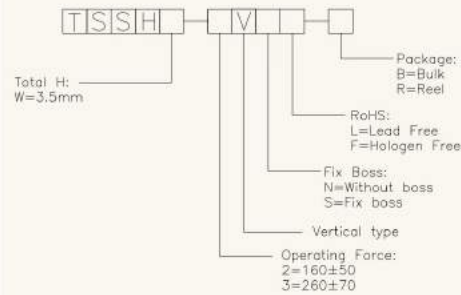 TSSH - V -
Package:
B=Bulk
R=Reel
Total H:
W=3.5mm
RoHS:
L=Lead Free
F=Hologen Free
Fix Boss:
N=Without boss
S=Fix boss
Vertical type
Operating Force:
2=160±50
3=260±70